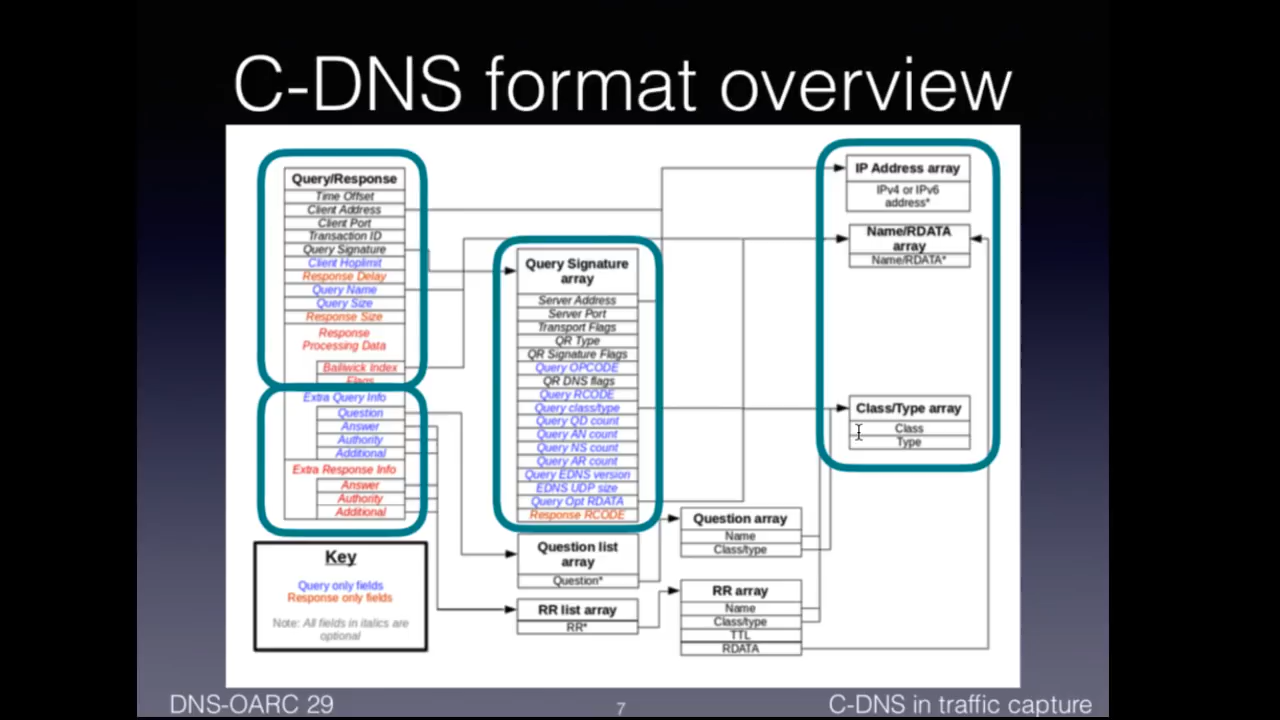 C-DNS format overview
Query/Response
Time Offset
Client Address
Client Port
Transaction ID
Query Signature
Client Hoplimit
Response Delay
Query Name
Query Size
Response Size
Response
Processing Data
Bailiwick Index
Flags
Extra Query Info
Question
Answer
Authority
Additional
Extra Response Info
Answer
Authority
Additional
Key
Query only fields
Response only fields
Note: All fields in italics are
optional
Query Signature
array
Server Address
Server Port
Transport Flags
QR Type
QR Signature Flags
Query OPCODE
QR DNS flags
Query RCODE
Query class/type
Query QD count
Query AN count
Query NS count
Query AR count
Query EDNS version
EDNS UDP size
Query Opt RDATA
Response RCODE
Question list
array
Question*
RR list array
RR*
Question array
Name
Class/type
RR array
Name
Class/type
TTL
RDATA
IP Address array
IPv4 or IPv6
address*
Name/RDATA
array
Name/RDATA*
Class/Type array
Class
Type
DNS-OARC 29
7
C-DNS in traffic capture